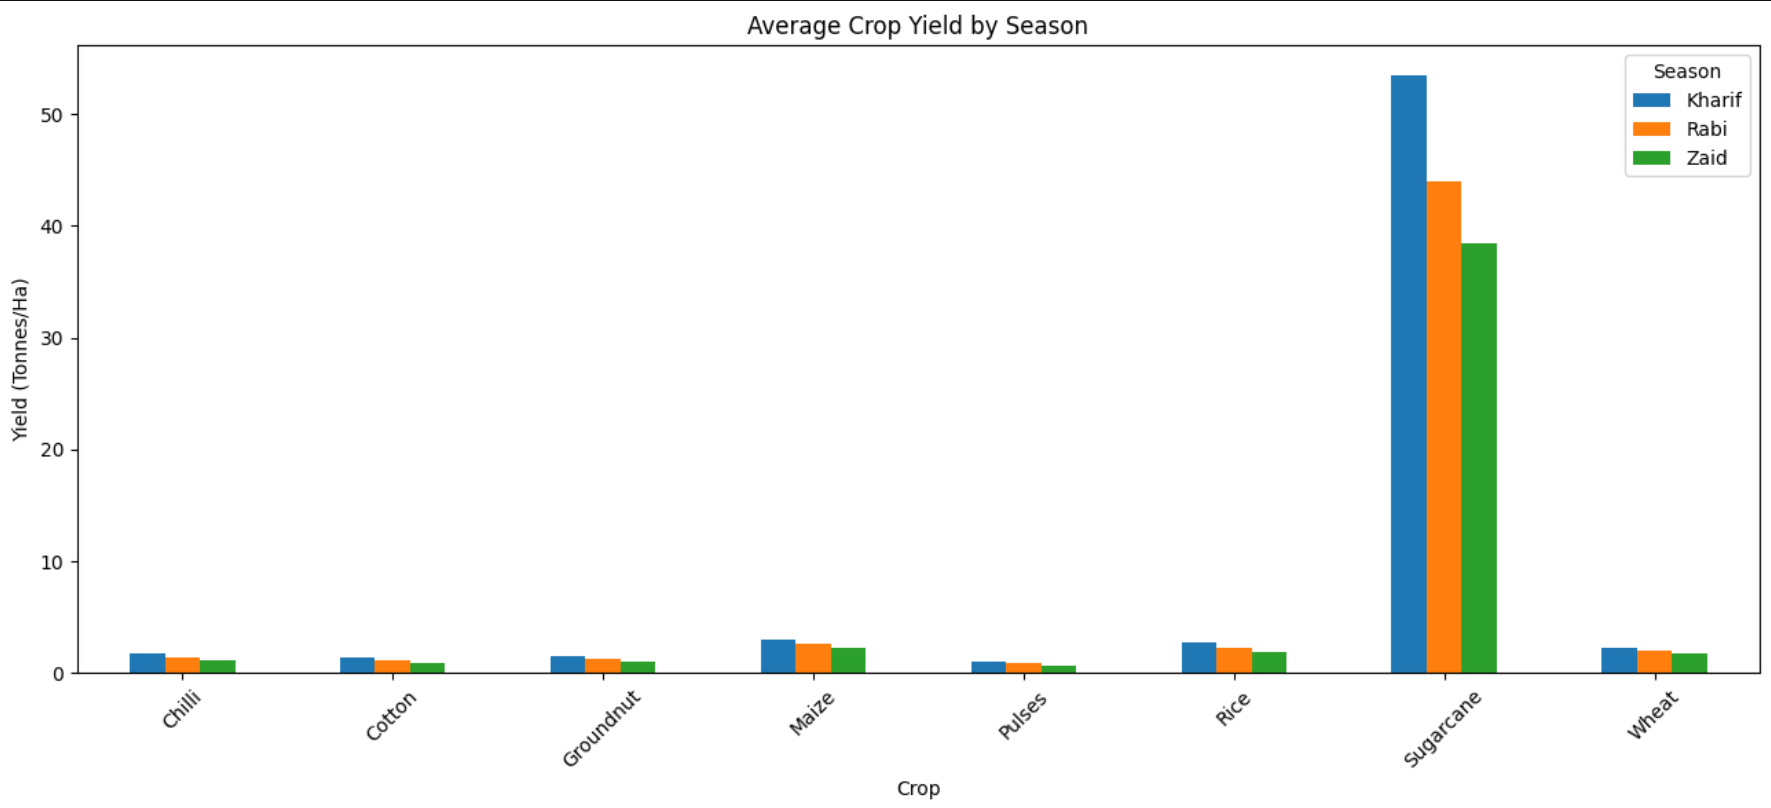 Average Crop Yield by Season
Season
Kharif
Rabi
Zaid
Yield (Tonnes/Ha)
50
40
30
20
10
0
Chilli
Cotton
Groundnut
Maize
Pulses
Rice
Sugarcane
Wheat
Crop